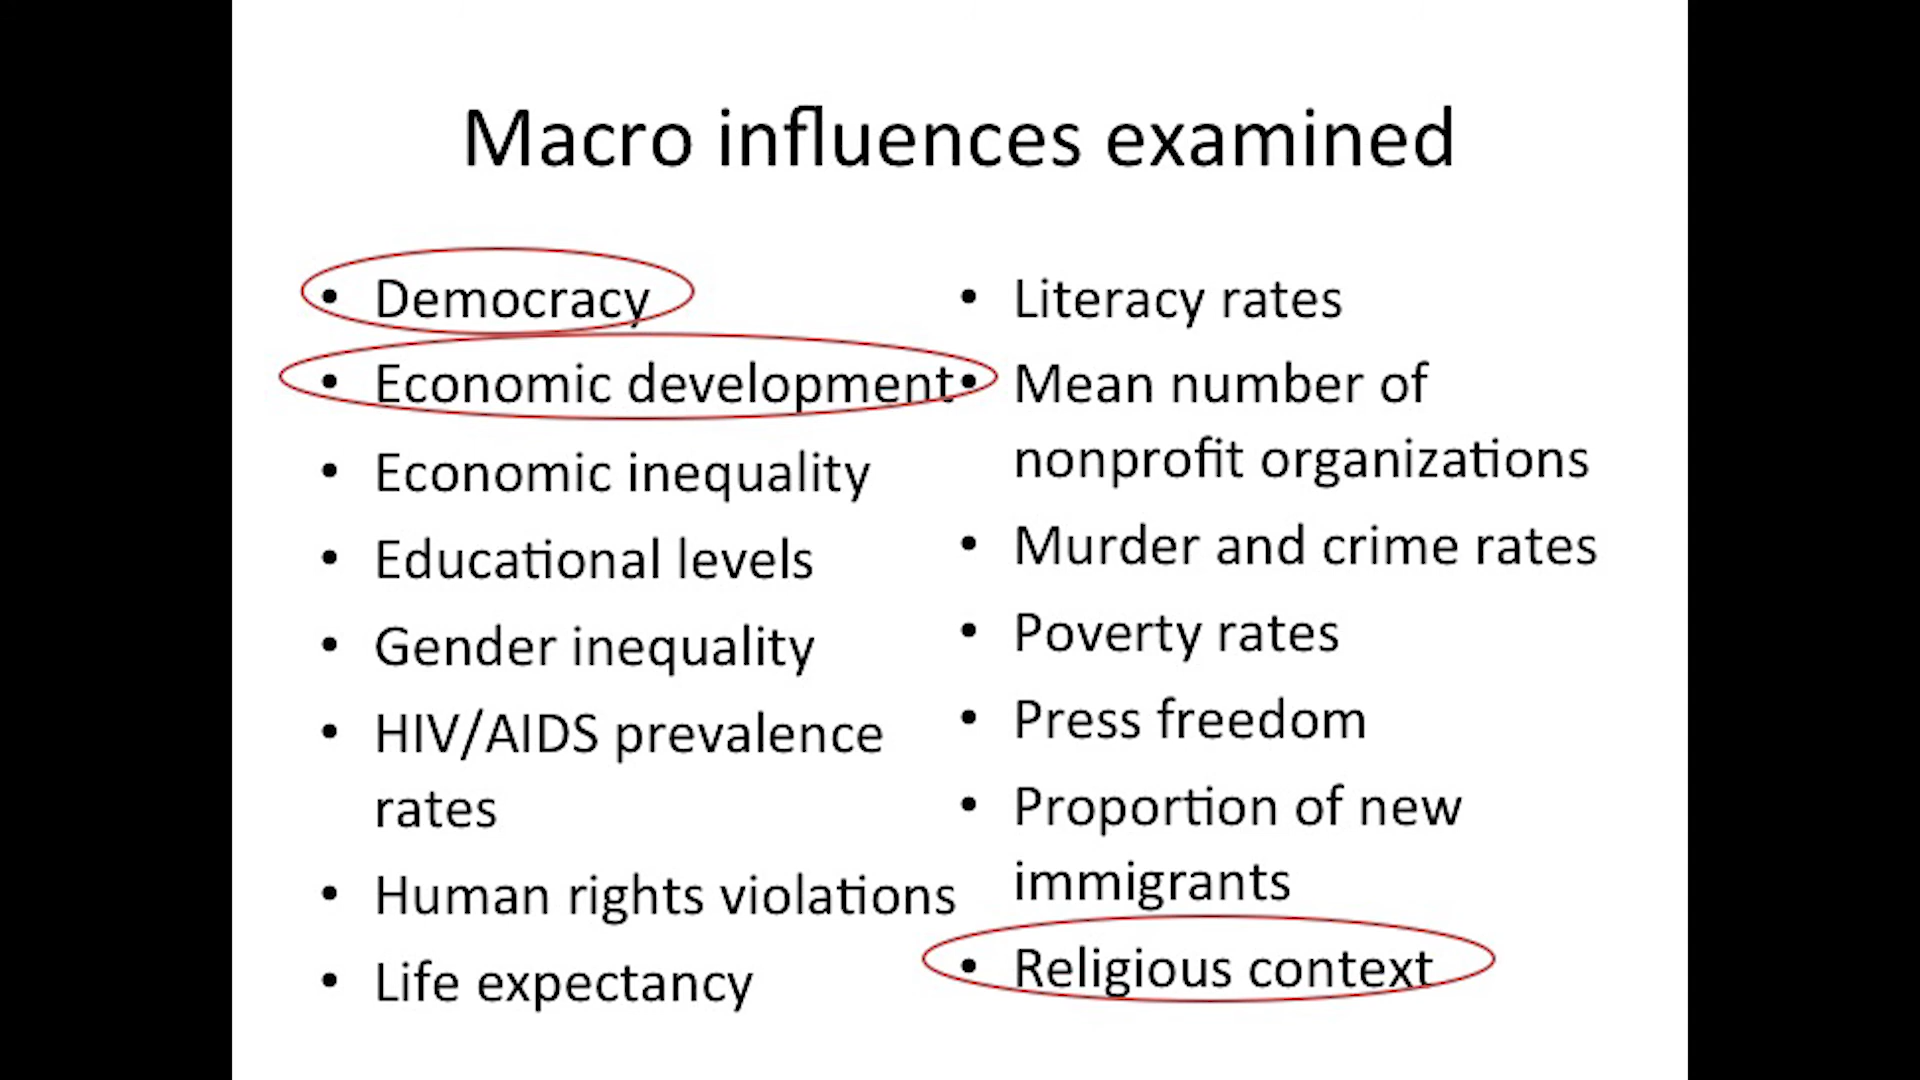 Macro influences examined
• Democracy
• Economic development
• Economic inequality
• Educational levels
• Gender inequality
• HIV/AIDS prevalence
rates
• Human rights violations
• Life expectancy
• Literacy rates
• Mean number of
nonprofit organizations
• Murder and crime rates
• Poverty rates
• Press freedom
• Proportion of new
immigrants
• Religious context